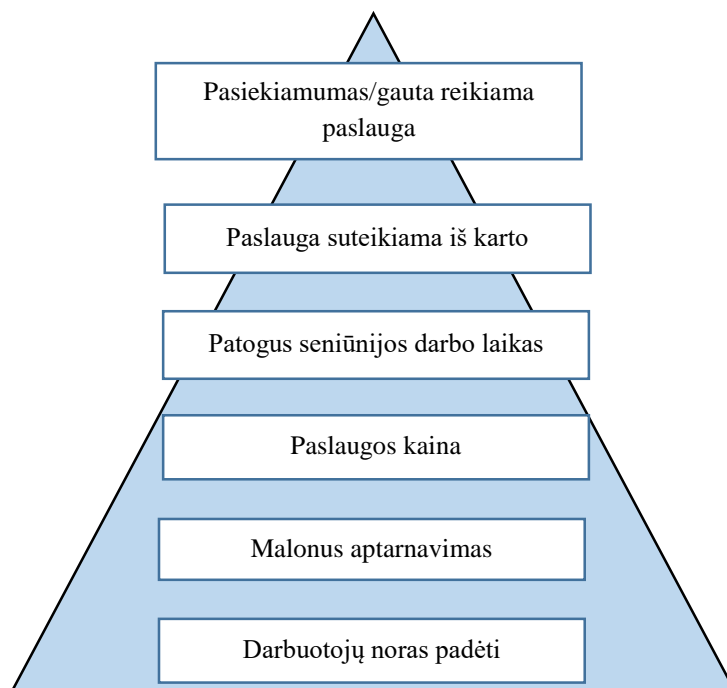 Pasiekiamumas/gauta reikiama
paslauga
Paslauga suteikiama iš karto
Patogus seniūnijos darbo laikas
Paslaugos kaina
Malonus aptarnavimas
Darbuotojų noras padėti